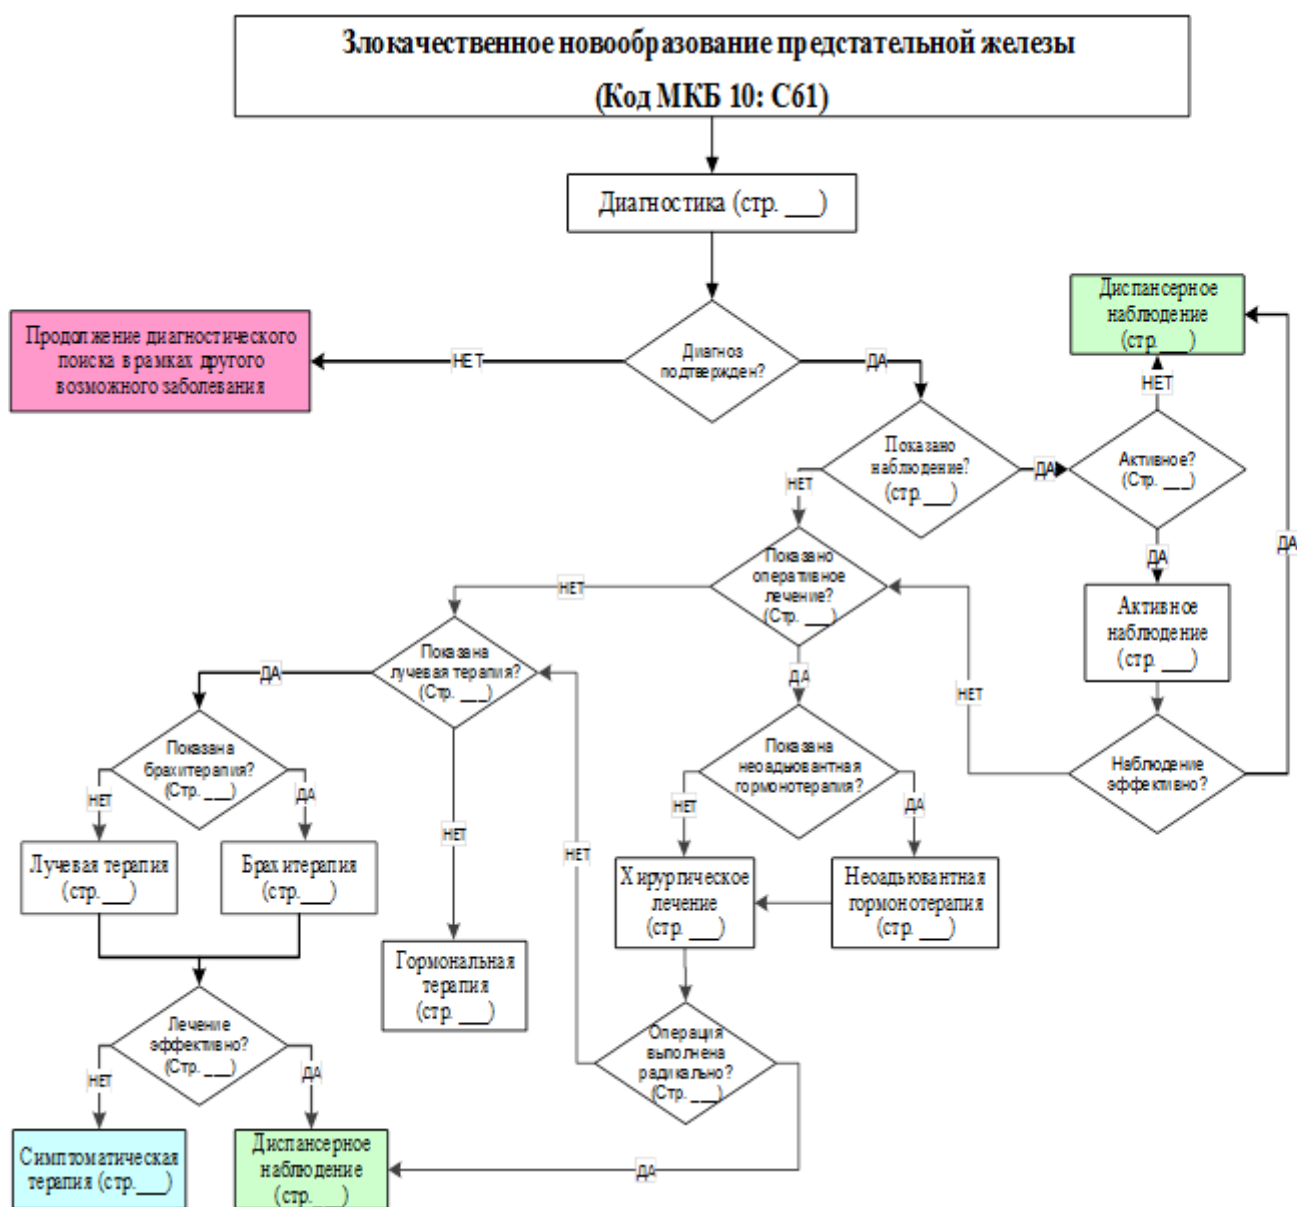 Злокачественное новообразование предстательной железы
(Код МКБ 10: С61)
Диагностика (стр. ___)
Диспансерное
наблюдение
(стр.___)
Продолжение диагностического
поиска в рамках другого
возможного заболевания
НЕТ
Диагноз
подтвержден?
ДА
НЕТ
Показано
наблюдение?
(стр.___)
ДА
Активное?
(Стр. ___)
НЕТ
ДА
ДА
Показано
оперативное
лечение?
(Стр. ___)
НЕТ
Активное
наблюдение
(стр. ___)
Показана
лучевая терапия?
(Стр. ___)
ДА
ДА
НЕТ
Показана
брахитерапия?
(Стр. ___)
Показана
неоадьювантная
гормонотерапия?
Наблюдение
эффективно?
НЕТ
ДА
НЕТ
НЕТ
ДА
НЕТ
Лучевая терапия
(стр. ___)
Брахитерапия
(стр. ___)
Хирургическое
лечение
(стр. ___)
Неоадьювантная
гормонотерапия
(стр. ___)
Гормональная
терапия
(стр. ___)
Лечение
эффективно?
(Стр. ___)
Операция
выполнена
радикально?
(Стр. ___)
НЕТ
ДА
Симптоматическая
терапия (стр.___)
Диспансерное
наблюдение
(стр.___)
ДА